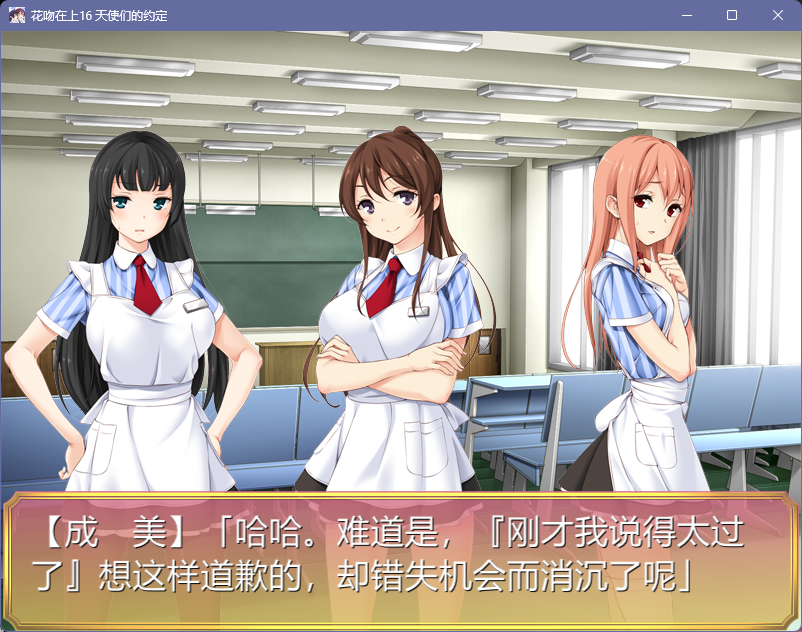 花吻在上16 天使们的约定
【成　美】「哈哈。难道是，『刚才我说得太过
了』想这样道歉的，却错失机会而消沉了呢」